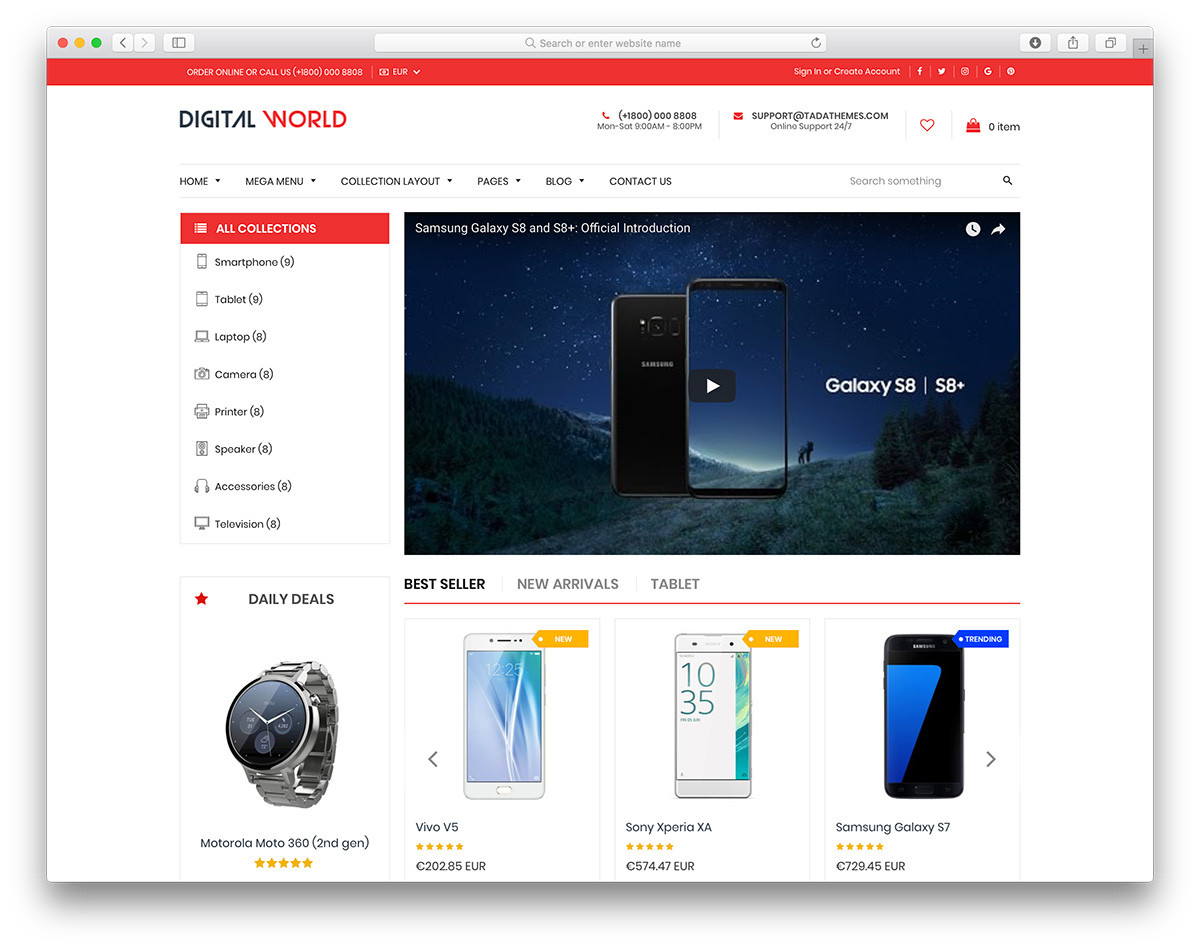 Search or enter website name
ORDER ONLINE OR CALL US (+1800) 000 8808 EUR
Sign In or Create Account
DIGITAL WORLD
(+1800) 000 8808
Mon-Sat 9:00AM - 8:00PM
SUPPORT@TADATHEMES.COM
Online Support 24/7
0 item
HOME MEGA MENU COLLECTION LAYOUT PAGES BLOG CONTACT US Search something
ALL COLLECTIONS
Smartphone (9)
Tablet (9)
Laptop (8)
Camera (8)
Printer (8)
Speaker (8)
Accessories (8)
Television (8)
Samsung Galaxy S8 and S8+: Official Introduction
SAMSUNG
Galaxy S8 | S8+
DAILY DEALS
Motorola Moto 360 (2nd gen)
BEST SELLER NEW ARRIVALS TABLET
NEW
12:25
Vivo V5
€202.85 EUR
NEW
10
35
Sony Xperia XA
€574.47 EUR
TRENDING
SAMSUNG
Samsung Galaxy S7
€729.45 EUR